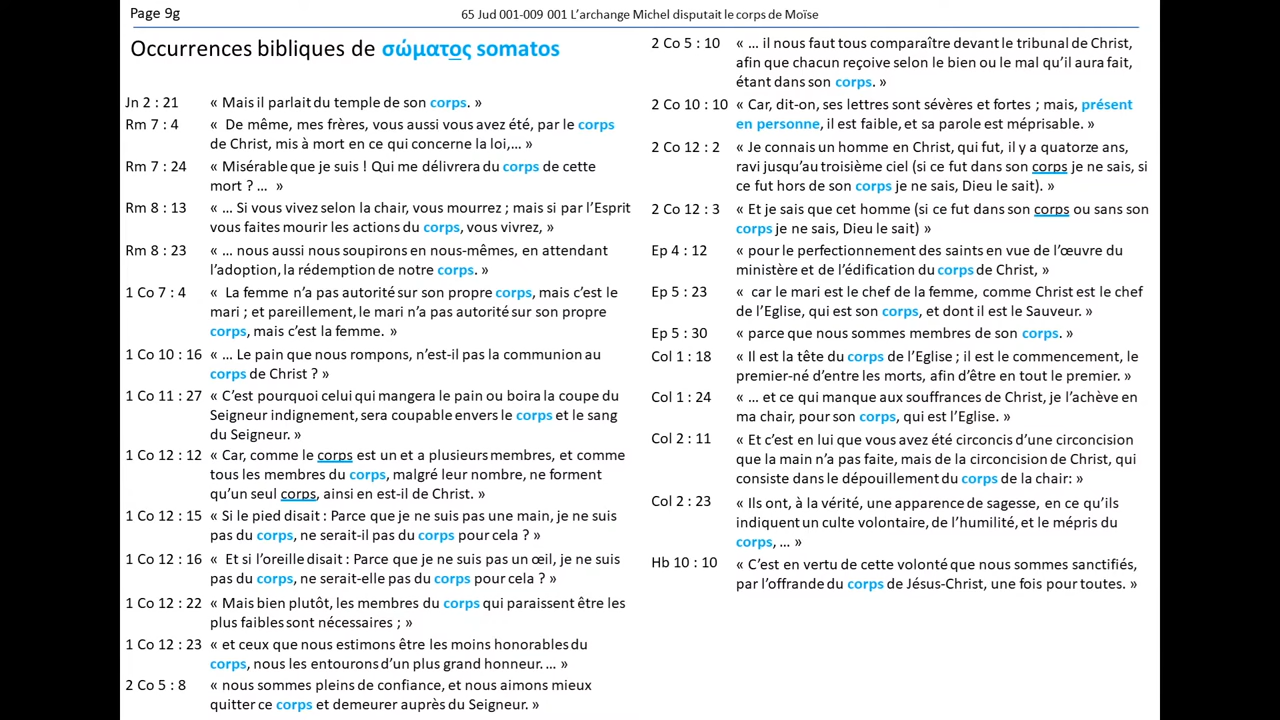 Page 9g
65 Jud 001-009 001 L’archange Michel disputait le corps de Moïse
Occurrences bibliques de σώματος somatos
Jn 2 : 21 « Mais il parlait du temple de son corps. »
Rm 7 : 4 « De même, mes frères, vous aussi vous avez été, par le corps
de Christ, mis à mort en ce qui concerne la loi,... »
Rm 7 : 24 « Misérable que je suis ! Qui me délivrera du corps de cette
mort ? ... »
Rm 8 : 13 « ... Si vous vivez selon la chair, vous mourrez ; mais si par l’Esprit
vous faites mourir les actions du corps, vous vivrez, »
Rm 8 : 23 « ... nous aussi nous soupirons en nous-mêmes, en attendant
l’adoption, la rédemption de notre corps. »
1 Co 7 : 4 « La femme n’a pas autorité sur son propre corps, mais c’est le
mari ; et pareillement, le mari n’a pas autorité sur son propre
corps, mais c’est la femme. »
1 Co 10 : 16 « ... Le pain que nous rompons, n’est-il pas la communion au
corps de Christ ? »
1 Co 11 : 27 « C’est pourquoi celui qui mangera le pain ou boira la coupe du
Seigneur indignement, sera coupable envers le corps et le sang
du Seigneur. »
1 Co 12 : 12 « Car, comme le corps est un et a plusieurs membres, et comme
tous les membres du corps, malgré leur nombre, ne forment
qu’un seul corps, ainsi en est-il de Christ. »
1 Co 12 : 15 « Si le pied disait : Parce que je ne suis pas une main, je ne suis
pas du corps, ne serait-il pas du corps pour cela ? »
1 Co 12 : 16 « Et si l’oreille disait : Parce que je ne suis pas un œil, je ne suis
pas du corps, ne serait-elle pas du corps pour cela ? »
1 Co 12 : 22 « Mais bien plutôt, les membres du corps qui paraissent être les
plus faibles sont nécessaires ; »
1 Co 12 : 23 « et ceux que nous estimons être les moins honorables du
corps, nous les entourons d’un plus grand honneur. ... »
2 Co 5 : 8 « nous sommes pleins de confiance, et nous aimons mieux
quitter ce corps et demeurer auprès du Seigneur. »
2 Co 5 : 10 « ... il nous faut tous comparaître devant le tribunal de Christ,
afin que chacun reçoive selon le bien ou le mal qu’il aura fait,
étant dans son corps. »
2 Co 10 : 10 « Car, dit-on, ses lettres sont sévères et fortes ; mais, présent
en personne, il est faible, et sa parole est méprisable. »
2 Co 12 : 2 « Je connais un homme en Christ, qui fut, il y a quatorze ans,
ravi jusqu’au troisième ciel (si ce fut dans son corps je ne sais, si
ce fut hors de son corps je ne sais, Dieu le sait). »
2 Co 12 : 3 « Et je sais que cet homme (si ce fut dans son corps ou sans son
corps je ne sais, Dieu le sait) »
Ep 4 : 12 « pour le perfectionnement des saints en vue de l’œuvre du
ministère et de l’édification du corps de Christ, »
Ep 5 : 23 « car le mari est le chef de la femme, comme Christ est le chef
de l’Eglise, qui est son corps, et dont il est le Sauveur. »
Ep 5 : 30 « parce que nous sommes membres de son corps. »
Col 1 : 18 « Il est la tête du corps de l’Eglise ; il est le commencement, le
premier-né d’entre les morts, afin d’être en tout le premier. »
Col 1 : 24 « ... et ce qui manque aux souffrances de Christ, je l’achève en
ma chair, pour son corps, qui est l’Eglise. »
Col 2 : 11 « Et c’est en lui que vous avez été circoncis d’une circoncision
que la main n’a pas faite, mais de la circoncision de Christ, qui
consiste dans le dépouillement du corps de la chair: »
Col 2 : 23 « Ils ont, à la vérité, une apparence de sagesse, en ce qu’ils
indiquent un culte volontaire, de l’humilité, et le mépris du
corps, ... »
Hb 10 : 10 « C’est en vertu de cette volonté que nous sommes sanctifiés,
par l’offrande du corps de Jésus-Christ, une fois pour toutes. »